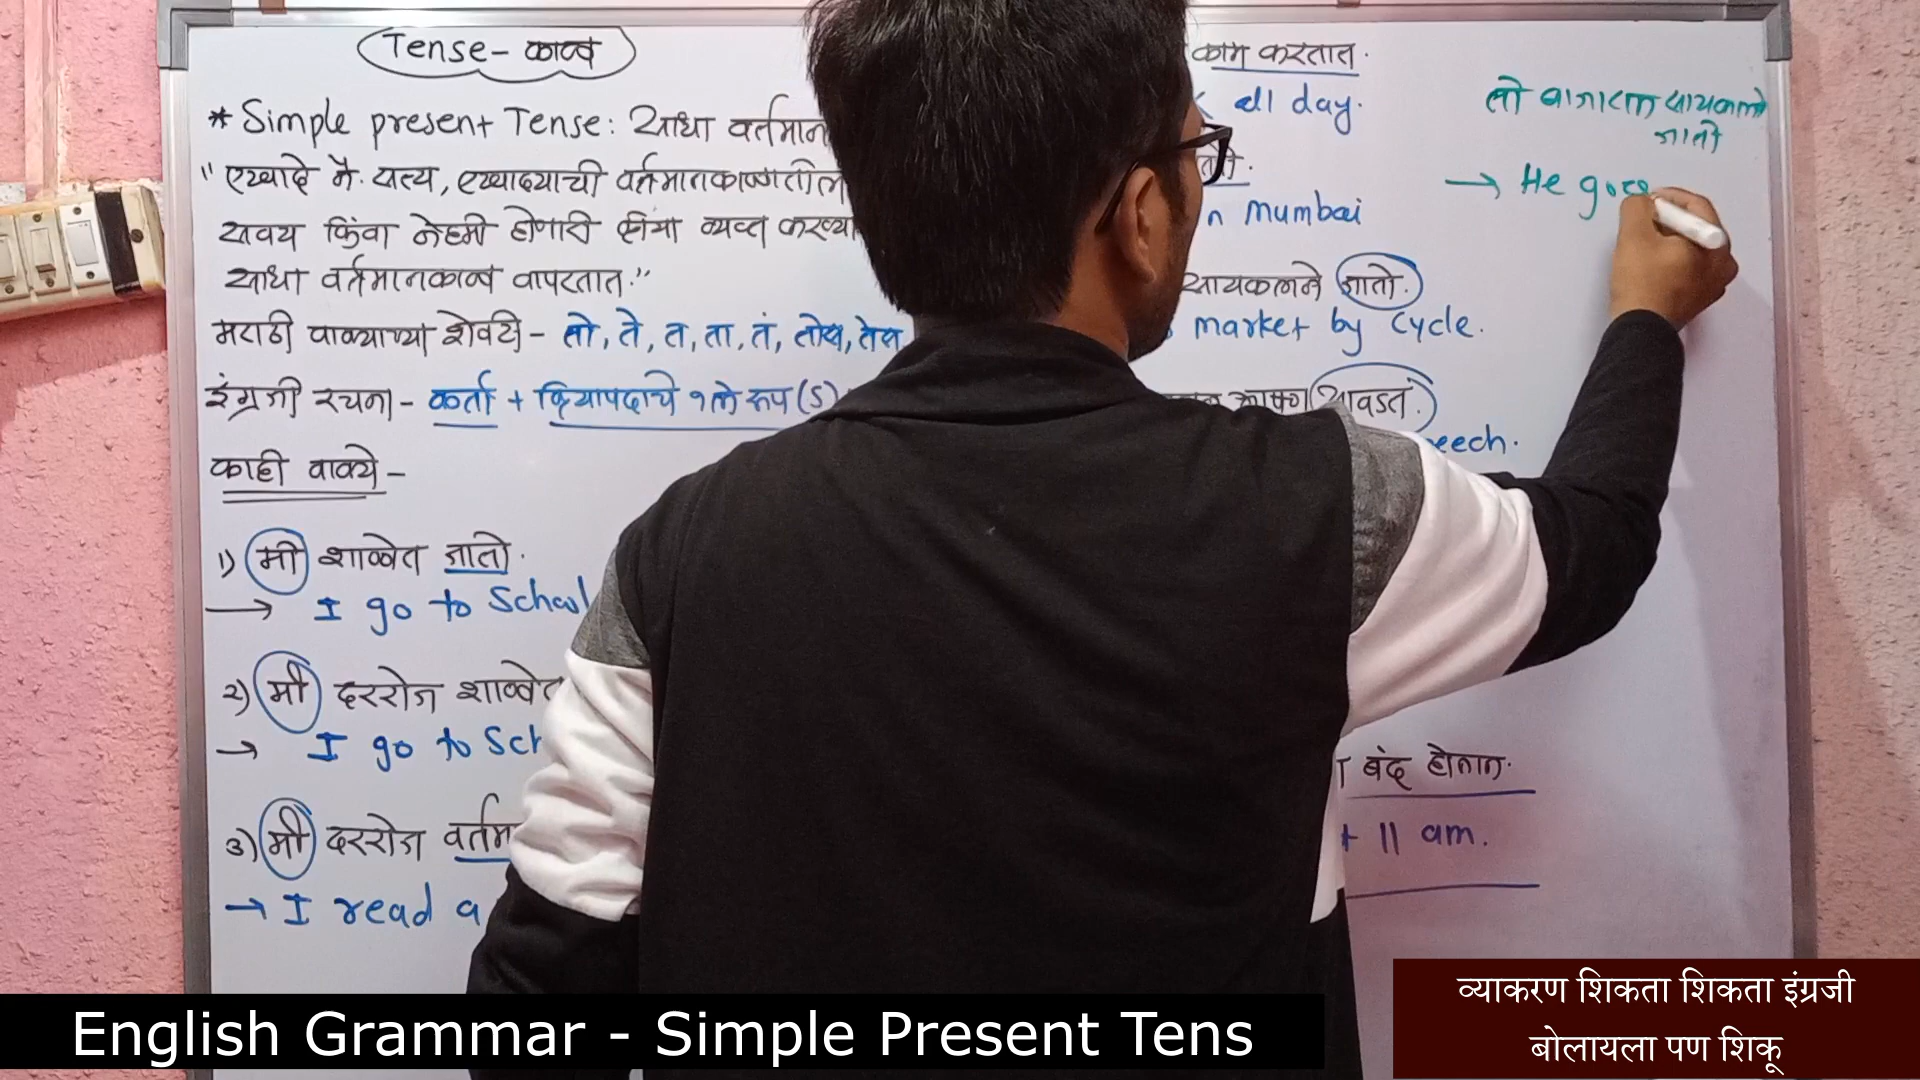 Tense - काळ
* Simple present Tense: साधा वर्तमान
"एखादे नै. सत्य, एखाद्याची वर्तमानकाळातील
सवय किंवा नेहमी होणारी क्रीया व्यक्त करण्या
साधा वर्तमानकाळ वापरतात."
मराठी वाक्याच्या शेवटी - तो, ते, त, ता, तं, तोस, तेस
इंग्रजी रचना - कर्ता + क्रियापदाचे १ले रूप (S)
काही वाक्ये -
1) मी शाळेत जातो.
→ I go to School
2) मी दररोज शाळेत
→ I go to Sch
3) मी दररोज वर्तमा
→ I read a
काम करतात.
all day.
n mumbai
सायकलने जातो.
market by cycle.
आवडतं.
eech.
बंद होतात.
11 am.
तो बाजारात सायकलने
जातो
→ He goes
English Grammar - Simple Present Tens
व्याकरण शिकता शिकता इंग्रजी
बोलायला पण शिकू